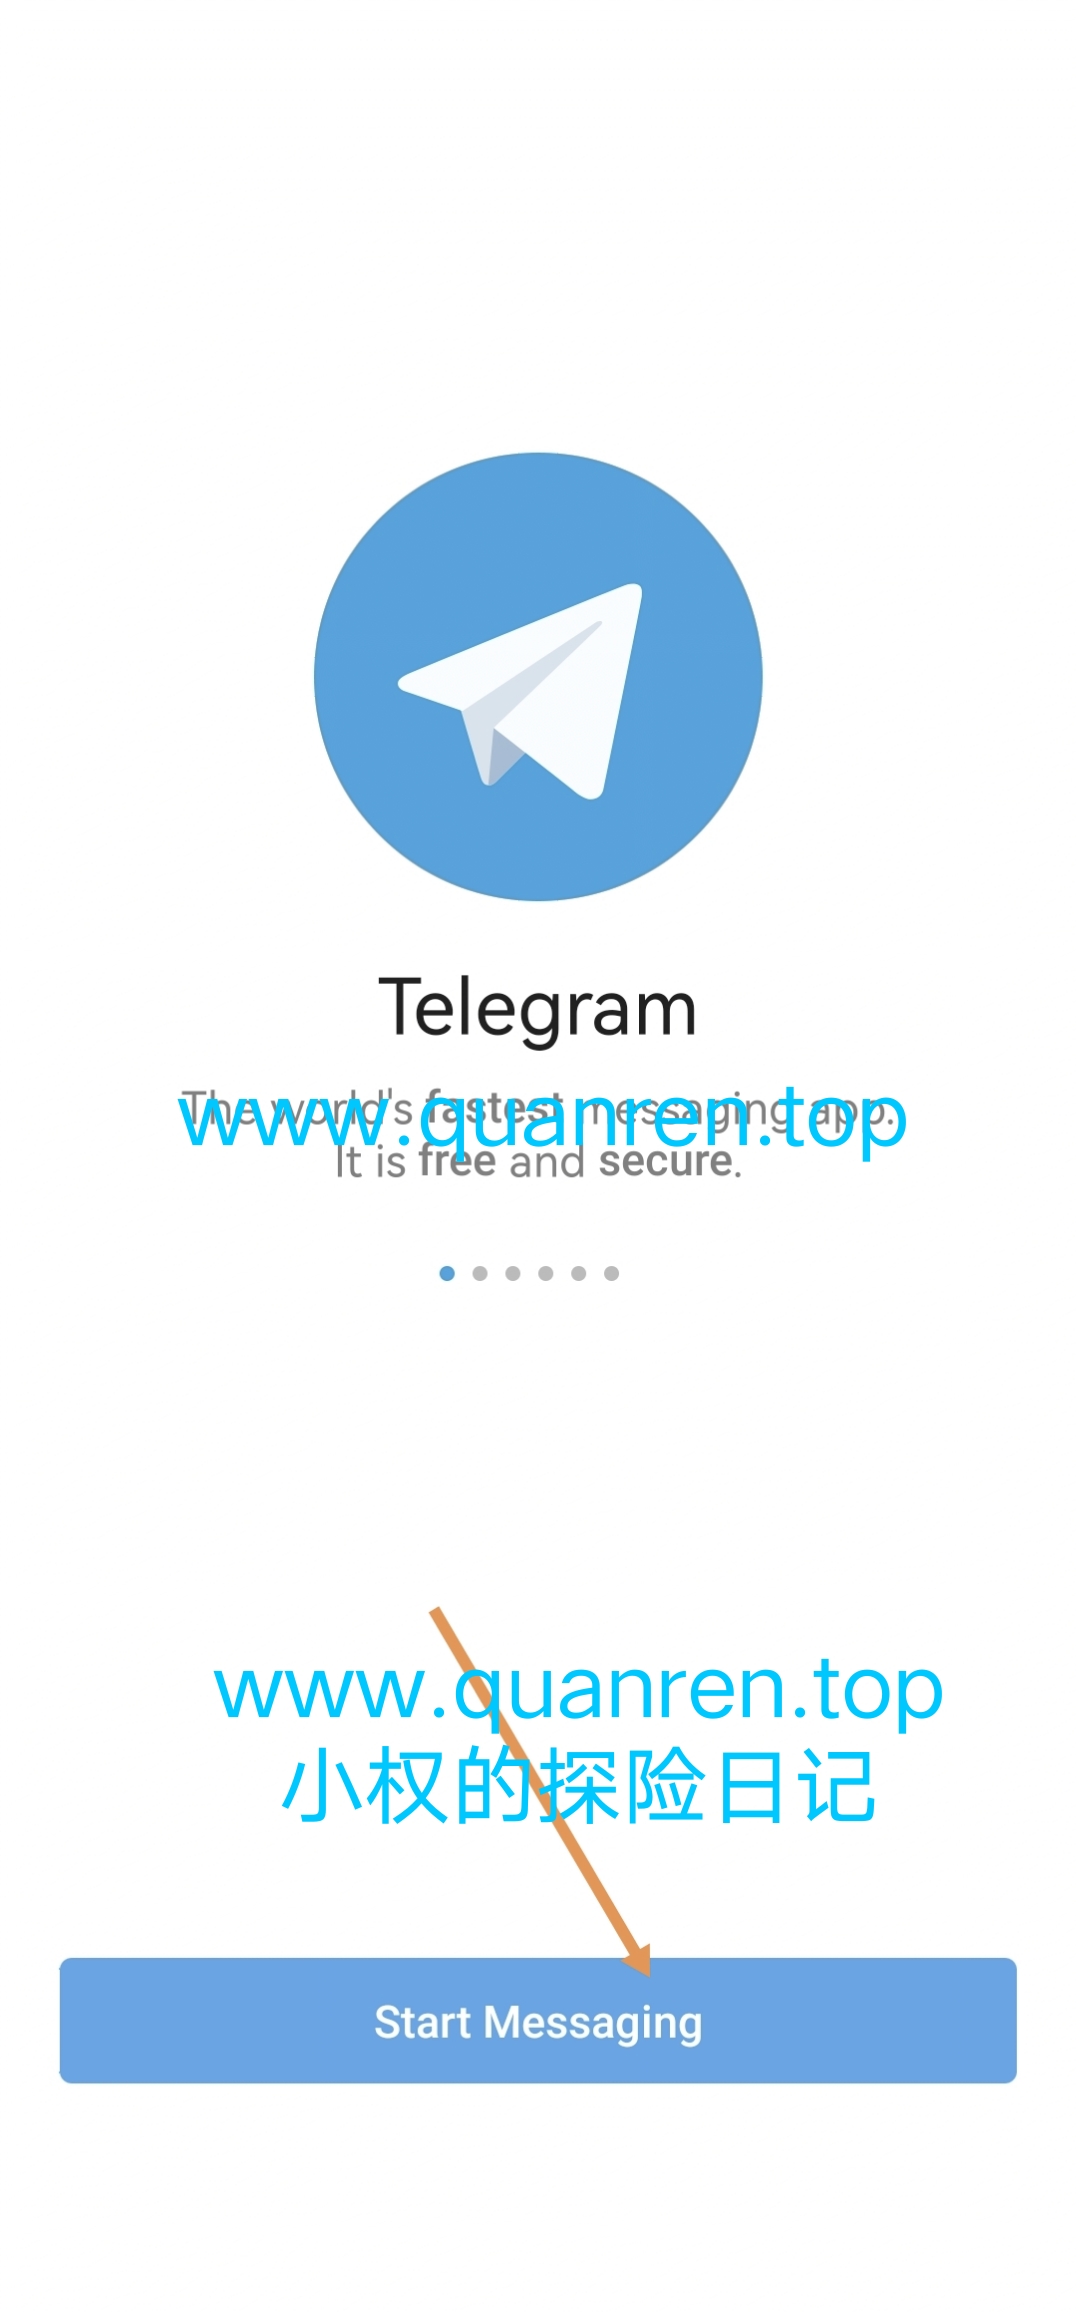 Telegram
The world's fastest messaging app.
www.quanren.top
It is free and secure.
www.quanren.top
小权的探险日记
Start Messaging